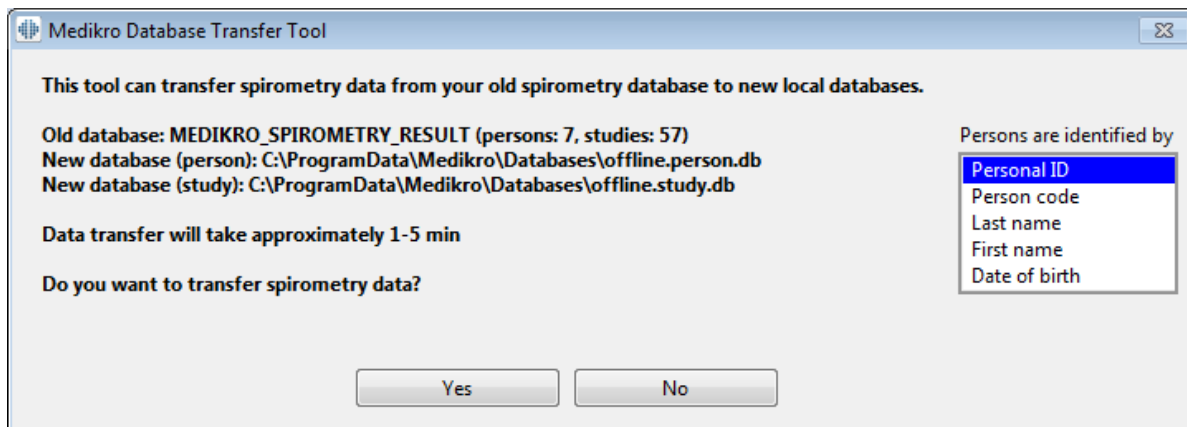 Medikro Database Transfer Tool
This tool can transfer spirometry data from your old spirometry database to new local databases.
Old database: MEDIKRO_SPIROMETRY_RESULT (persons: 7, studies: 57)
New database (person): C:\ProgramData\Medikro\Databases\offline.person.db
New database (study): C:\ProgramData\Medikro\Databases\offline.study.db
Data transfer will take approximately 1-5 min
Do you want to transfer spirometry data?
Persons are identified by
Personal ID
Person code
Last name
First name
Date of birth
Yes
No